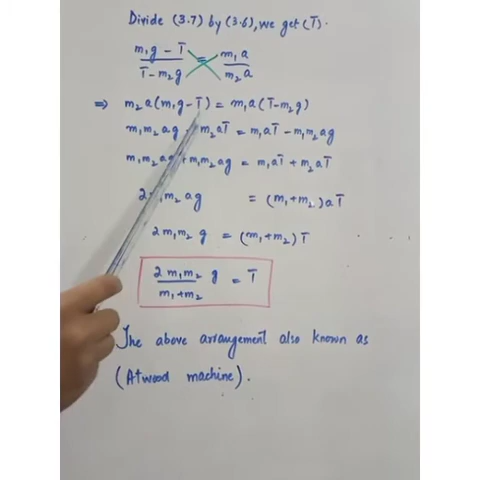 Divide (3.7) by (3.6), we get (T).
m₁g - T / T - m₂g = m₁a / m₂a
⇒ m₂a(m₁g - T) = m₁a(T - m₂g)
m₁m₂ag m₂aT = m₁aT - m₁m₂ag
m₁m₂ag + m₁m₂ag = m₁aT + m₂aT
2 m₁m₂ag = (m₁+m₂)aT
2m₁m₂g = (m₁+m₂)T
2m₁m₂ / m₁+m₂ g = T
The above arrangement also known as
(Atwood machine).